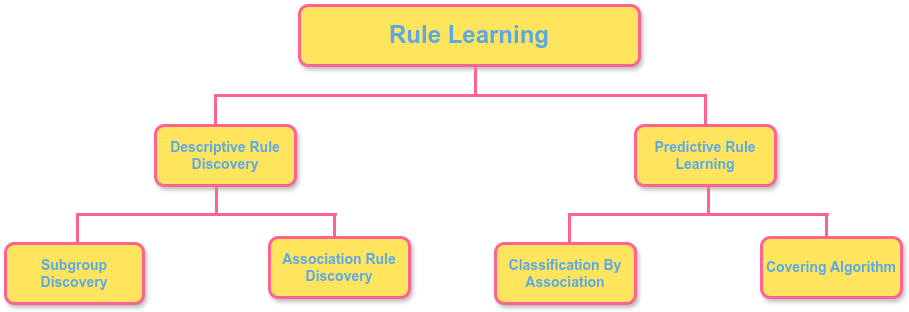 Rule Learning
Descriptive Rule
Discovery
Predictive Rule
Learning
Subgroup
Discovery
Association Rule
Discovery
Classification By
Association
Covering Algorithm